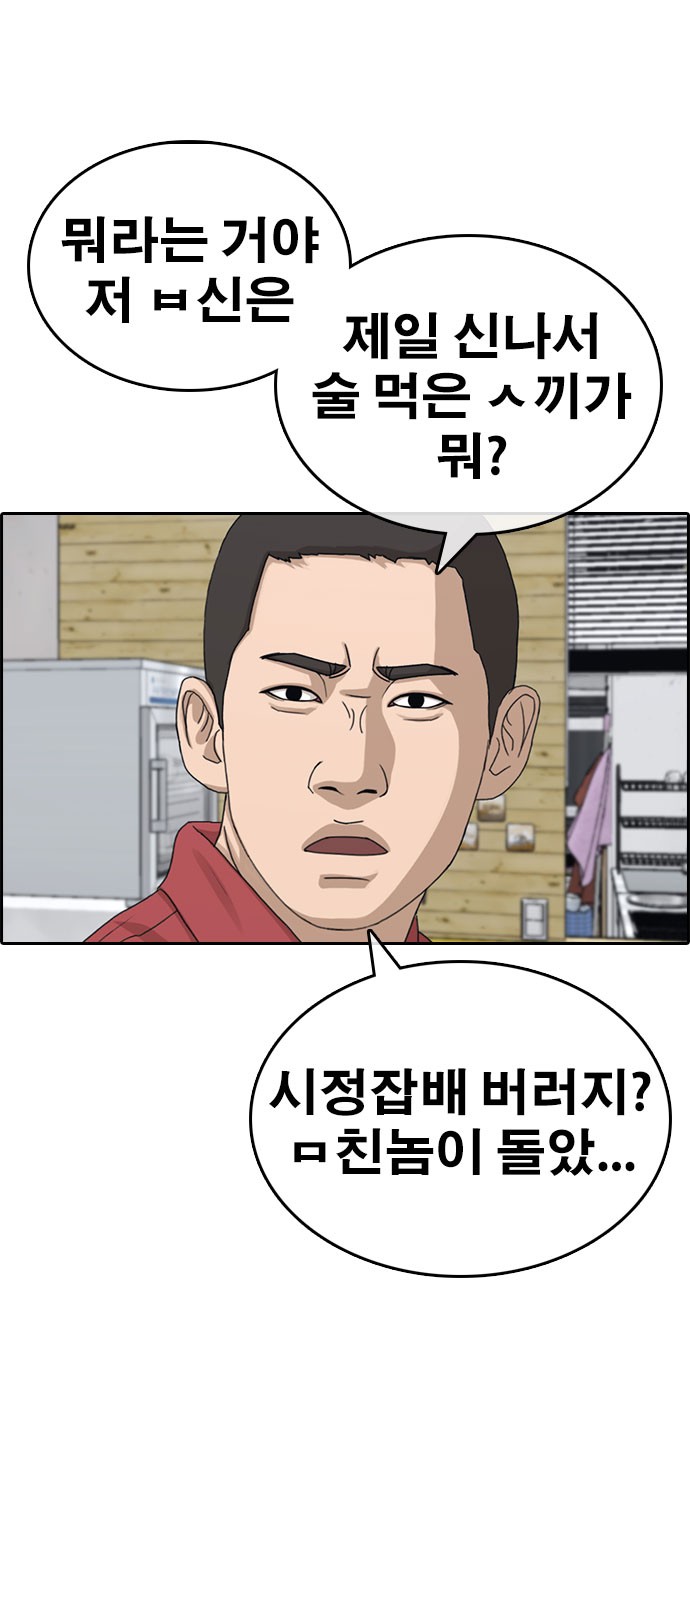 뭐라는 거야
저 ㅂ신은
제일 신나서
술 먹은 ㅅ끼가
뭐?
시정잡배 버러지?
ㅁ친놈이 돌았...